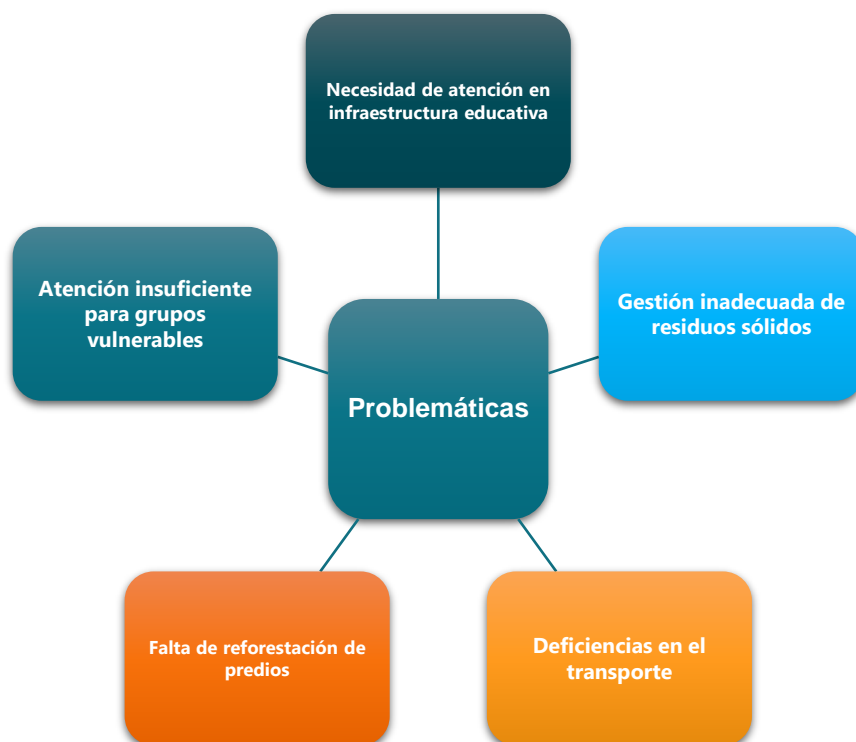 Necesidad de atención en
infraestructura educativa
Atención insuficiente
para grupos
vulnerables
Gestión inadecuada de
residuos sólidos
Problemáticas
Falta de reforestación de
predios
Deficiencias en el
transporte